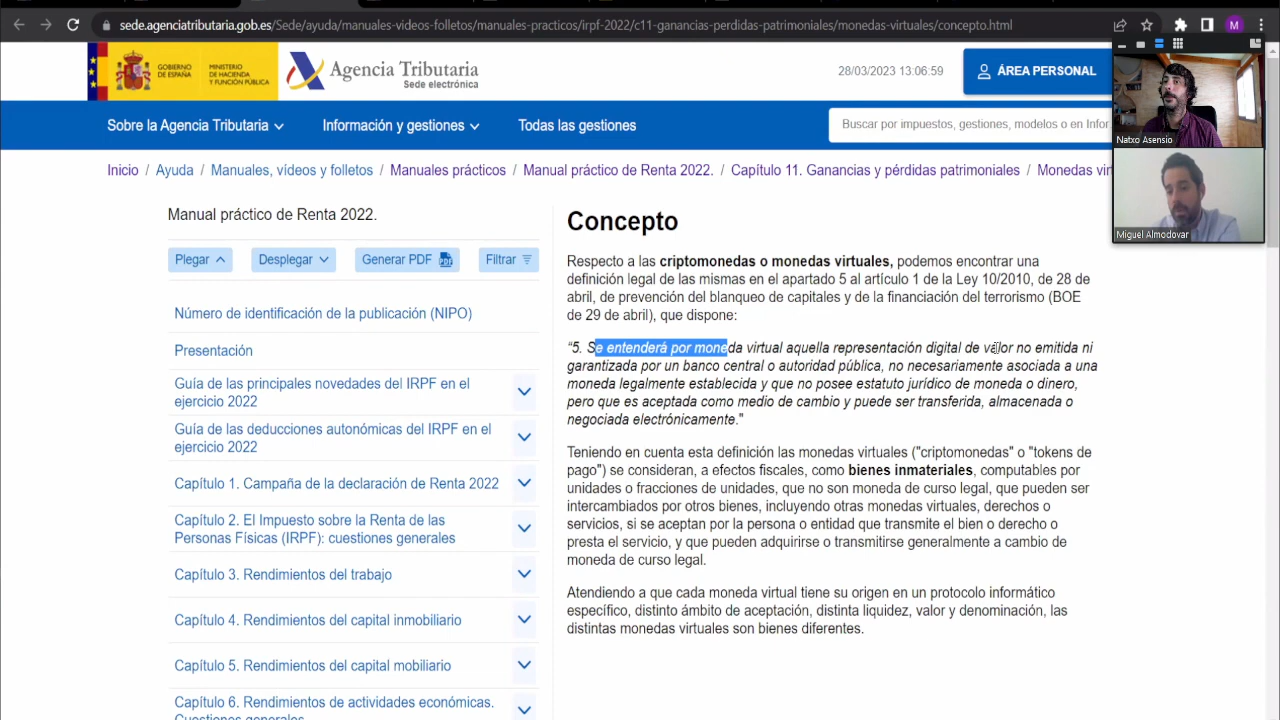 sede.agenciatributaria.gob.es/Sede/ayuda/manuales-videos-folletos/manuales-practicos/irpf-2022/c11-ganancias-perdidas-patrimoniales/monedas-virtuales/concepto.html
M
GOBIERNO
DE ESPAÑA
MINISTERIO
DE HACIENDA
Y FUNCIÓN PÚBLICA
Agencia Tributaria
Sede electrónica
28/03/2023 13:06:59
ÁREA PERSONAL
Natxo Asensio
Miguel Almodovar
Sobre la Agencia Tributaria
Información y gestiones
Todas las gestiones
Buscar por impuestos, gestiones, modelos o en Infor
Inicio / Ayuda / Manuales, vídeos y folletos / Manuales prácticos / Manual práctico de Renta 2022. / Capítulo 11. Ganancias y pérdidas patrimoniales / Monedas vir
Manual práctico de Renta 2022.
Plegar
Desplegar
Generar PDF
Filtrar
Número de identificación de la publicación (NIPO)
Presentación
Guía de las principales novedades del IRPF en el
ejercicio 2022
Guía de las deducciones autonómicas del IRPF en el
ejercicio 2022
Capítulo 1. Campaña de la declaración de Renta 2022
Capítulo 2. El Impuesto sobre la Renta de las
Personas Físicas (IRPF): cuestiones generales
Capítulo 3. Rendimientos del trabajo
Capítulo 4. Rendimientos del capital inmobiliario
Capítulo 5. Rendimientos del capital mobiliario
Capítulo 6. Rendimientos de actividades económicas.
Cuestiones generales
Concepto
Respecto a las criptomonedas o monedas virtuales, podemos encontrar una
definición legal de las mismas en el apartado 5 al artículo 1 de la Ley 10/2010, de 28 de
abril, de prevención del blanqueo de capitales y de la financiación del terrorismo (BOE
de 29 de abril), que dispone:
“5. Se entenderá por moneda virtual aquella representación digital de valor no emitida ni
garantizada por un banco central o autoridad pública, no necesariamente asociada a una
moneda legalmente establecida y que no posee estatuto jurídico de moneda o dinero,
pero que es aceptada como medio de cambio y puede ser transferida, almacenada o
negociada electrónicamente."
Teniendo en cuenta esta definición las monedas virtuales ("criptomonedas" o "tokens de
pago") se consideran, a efectos fiscales, como bienes inmateriales, computables por
unidades o fracciones de unidades, que no son moneda de curso legal, que pueden ser
intercambiados por otros bienes, incluyendo otras monedas virtuales, derechos o
servicios, si se aceptan por la persona o entidad que transmite el bien o derecho o
presta el servicio, y que pueden adquirirse o transmitirse generalmente a cambio de
moneda de curso legal.
Atendiendo a que cada moneda virtual tiene su origen en un protocolo informático
específico, distinto ámbito de aceptación, distinta liquidez, valor y denominación, las
distintas monedas virtuales son bienes diferentes.